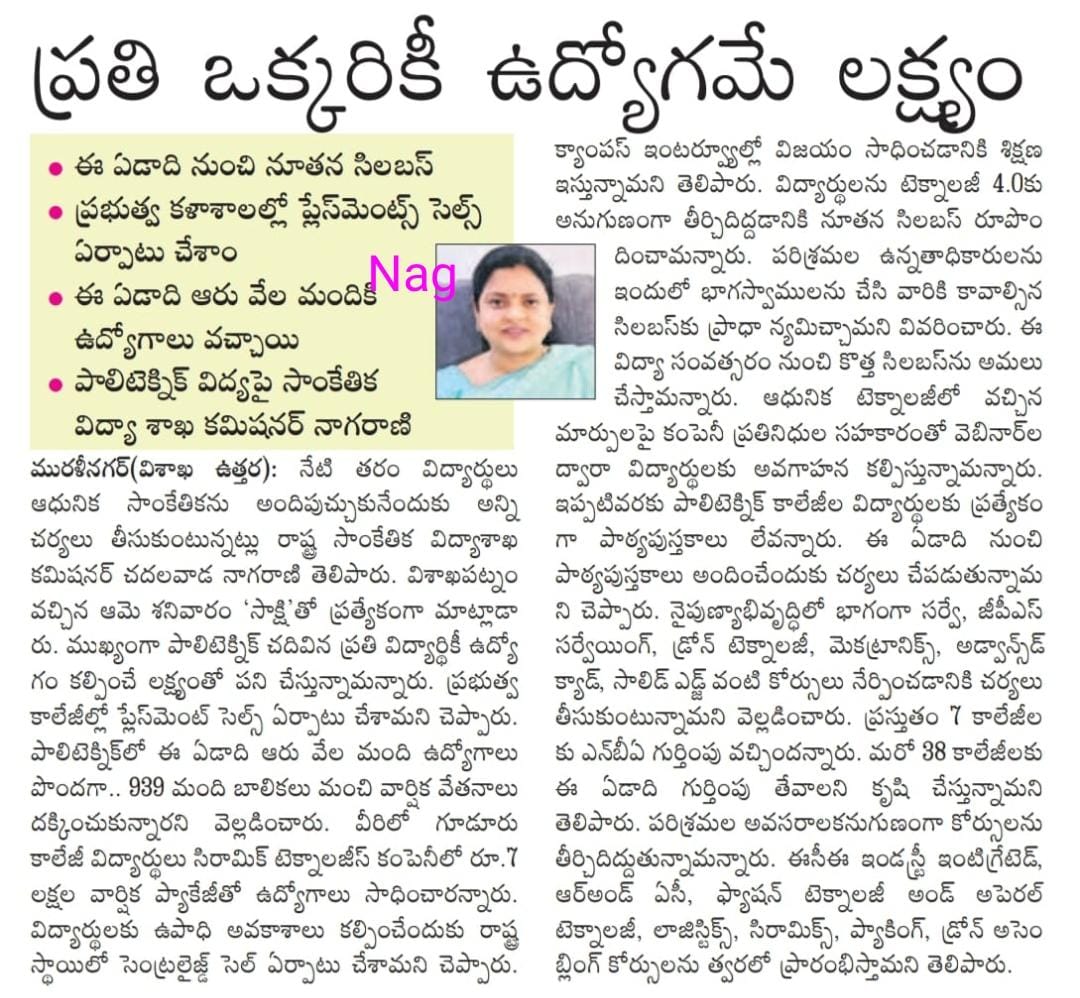 ప్రతి ఒక్కరికీ ఉద్యోగమే లక్ష్యం
● ఈ ఏడాది నుంచి నూతన సిలబస్
● ప్రభుత్వ కళాశాలల్లో ప్లేస్‌మెంట్స్ సెల్స్
ఏర్పాటు చేశాం
● ఈ ఏడాది ఆరు వేల మందికి
ఉద్యోగాలు వచ్చాయి
● పాలిటెక్నిక్ విద్యపై సాంకేతిక
విద్యా శాఖ కమిషనర్ నాగరాణి
Nag
మురళీనగర్(విశాఖ ఉత్తర): నేటి తరం విద్యార్థులు
ఆధునిక సాంకేతికను అందిపుచ్చుకునేందుకు అన్ని
చర్యలు తీసుకుంటున్నట్లు రాష్ట్ర సాంకేతిక విద్యాశాఖ
కమిషనర్ చదలవాడ నాగరాణి తెలిపారు. విశాఖపట్నం
వచ్చిన ఆమె శనివారం ‘సాక్షి’తో ప్రత్యేకంగా మాట్లాడా
రు. ముఖ్యంగా పాలిటెక్నిక్ చదివిన ప్రతి విద్యార్థికీ ఉద్యో
గం కల్పించే లక్ష్యంతో పని చేస్తున్నామన్నారు. ప్రభుత్వ
కాలేజీల్లో ప్లేస్‌మెంట్ సెల్స్ ఏర్పాటు చేశామని చెప్పారు.
పాలిటెక్నిక్‌లో ఈ ఏడాది ఆరు వేల మంది ఉద్యోగాలు
పొందగా.. 939 మంది బాలికలు మంచి వార్షిక వేతనాలు
దక్కించుకున్నారని వెల్లడించారు. వీరిలో గూడూరు
కాలేజీ విద్యార్థులు సిరామిక్ టెక్నాలజీస్ కంపెనీలో రూ.7
లక్షల వార్షిక ప్యాకేజీతో ఉద్యోగాలు సాధించారన్నారు.
విద్యార్థులకు ఉపాధి అవకాశాలు కల్పించేందుకు రాష్ట్ర
స్థాయిలో సెంట్రలైజ్డ్ సెల్ ఏర్పాటు చేశామని చెప్పారు.
క్యాంపస్ ఇంటర్వ్యూల్లో విజయం సాధించడానికి శిక్షణ
ఇస్తున్నామని తెలిపారు. విద్యార్థులను టెక్నాలజీ 4.0కు
అనుగుణంగా తీర్చిదిద్దడానికి నూతన సిలబస్ రూపొం
దించామన్నారు. పరిశ్రమల ఉన్నతాధికారులను
ఇందులో భాగస్వాములను చేసి వారికి కావాల్సిన
సిలబస్‌కు ప్రాధా న్యమిచ్చామని వివరించారు. ఈ
విద్యా సంవత్సరం నుంచి కొత్త సిలబస్‌ను అమలు
చేస్తామన్నారు. ఆధునిక టెక్నాలజీలో వచ్చిన
మార్పులపై కంపెనీ ప్రతినిధుల సహకారంతో వెబినార్‌ల
ద్వారా విద్యార్థులకు అవగాహన కల్పిస్తున్నామన్నారు.
ఇప్పటివరకు పాలిటెక్నిక్ కాలేజీల విద్యార్థులకు ప్రత్యేకం
గా పాఠ్యపుస్తకాలు లేవన్నారు. ఈ ఏడాది నుంచి
పాఠ్యపుస్తకాలు అందించేందుకు చర్యలు చేపడుతున్నామ
ని చెప్పారు. నైపుణ్యాభివృద్ధిలో భాగంగా సర్వే, జీపీఎస్
సర్వేయింగ్, డ్రోన్ టెక్నాలజీ, మెకట్రానిక్స్, అడ్వాన్స్‌డ్
క్యాడ్, సాలిడ్ ఎడ్జ్ వంటి కోర్సులు నేర్పించడానికి చర్యలు
తీసుకుంటున్నామని వెల్లడించారు. ప్రస్తుతం 7 కాలేజీల
కు ఎన్‌బీఏ గుర్తింపు వచ్చిందన్నారు. మరో 38 కాలేజీలకు
ఈ ఏడాది గుర్తింపు తేవాలని కృషి చేస్తున్నామని
తెలిపారు. పరిశ్రమల అవసరాలకనుగుణంగా కోర్సులను
తీర్చిదిద్దుతున్నామన్నారు. ఈసీఈ ఇండస్ట్రీ ఇంటిగ్రేటెడ్,
ఆర్అండ్ ఏసీ, ఫ్యాషన్ టెక్నాలజీ అండ్ అపెరల్
టెక్నాలజీ, లాజిస్టిక్స్, సిరామిక్స్, ప్యాకింగ్, డ్రోన్ అసెం
బ్లింగ్ కోర్సులను త్వరలో ప్రారంభిస్తామని తెలిపారు.